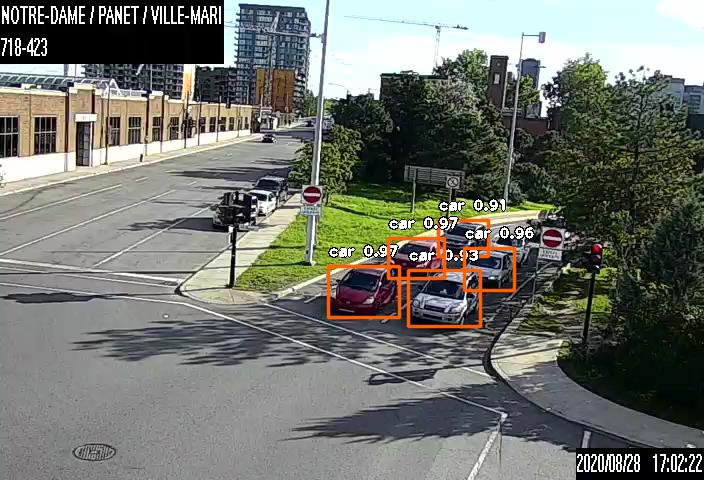 NOTRE-DAME / PANET / VILLE-MARI
718-423
car 0.91
car 0.97
car 0.96
car 0.97
car 0.93
2020/08/28 17:02:22